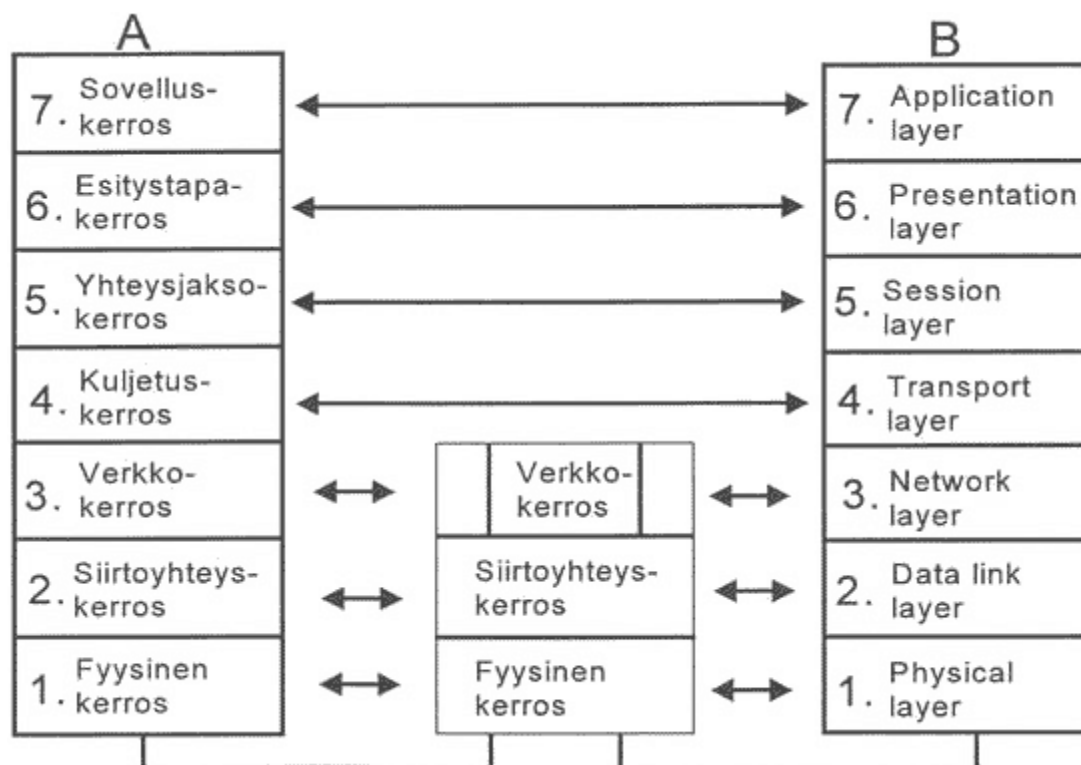 A
7. Sovellus-
kerros
6. Esitystapa-
kerros
5. Yhteysjakso-
kerros
4. Kuljetus-
kerros
3. Verkko-
kerros
2. Siirtoyhteys-
kerros
1. Fyysinen
kerros
Verkko-
kerros
Siirtoyhteys-
kerros
Fyysinen
kerros
B
7. Application
layer
6. Presentation
layer
5. Session
layer
4. Transport
layer
3. Network
layer
2. Data link
layer
1. Physical
layer